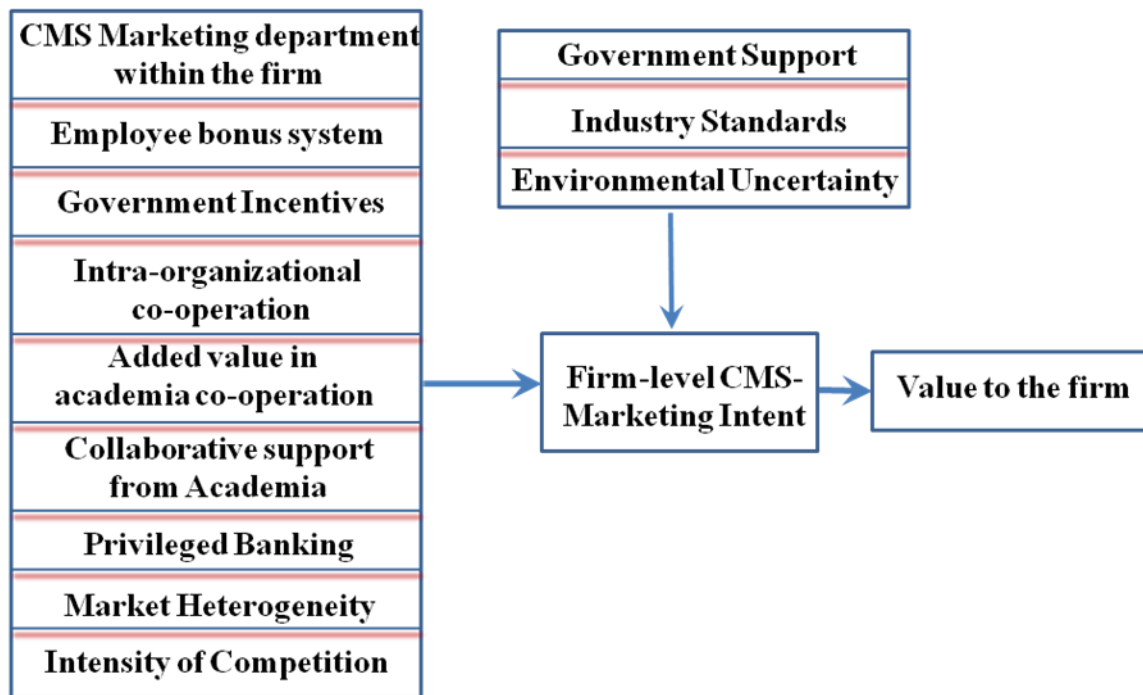 CMS Marketing department
within the firm
Employee bonus system
Government Incentives
Intra-organizational
co-operation
Added value in
academia co-operation
Collaborative support
from Academia
Privileged Banking
Market Heterogeneity
Intensity of Competition
Government Support
Industry Standards
Environmental Uncertainty
Firm-level CMS-
Marketing Intent
Value to the firm